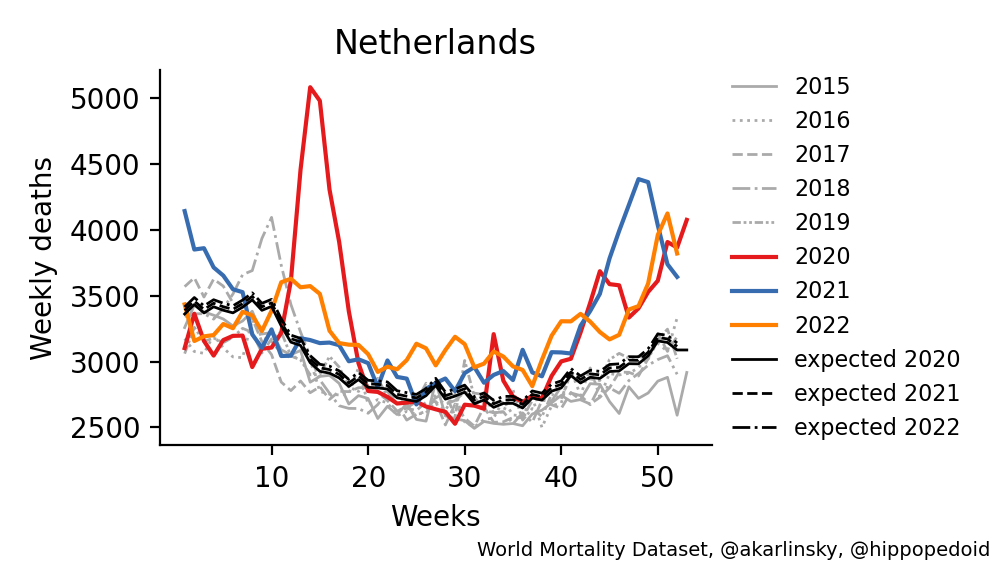 Netherlands
Weekly deaths
5000
4500
4000
3500
3000
2500
10 20 30 40 50
Weeks
2015
2016
2017
2018
2019
2020
2021
2022
expected 2020
expected 2021
expected 2022
World Mortality Dataset, @akarlinsky, @hippopedoid